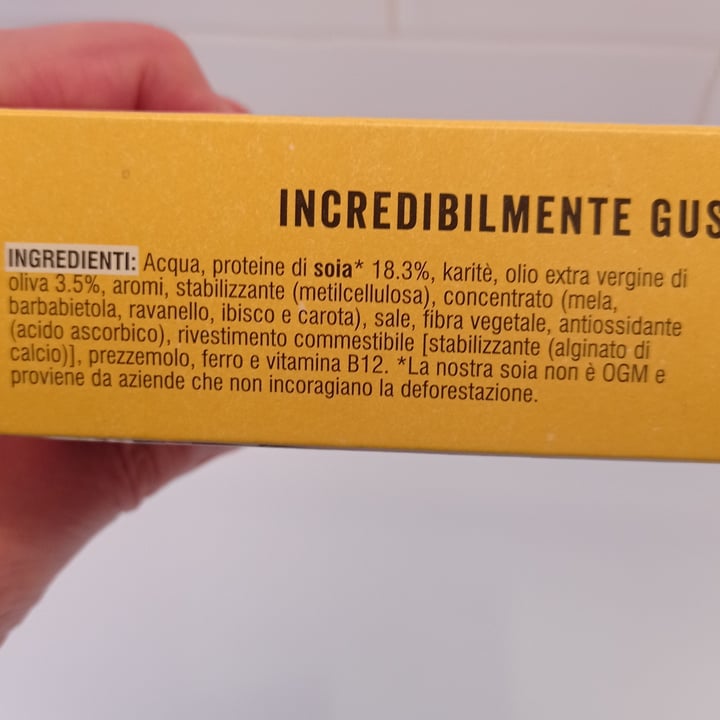 INCREDIBILMENTE
INGREDIENTI: Acqua, proteine di soia* 18.3%, karitè, olio extra vergine di
oliva 3.5%, aromi, stabilizzante (metilcellulosa), concentrato (mela,
barbabietola, ravanello, ibisco e carota), sale, fibra vegetale, antiossidante
(acido ascorbico), rivestimento commestibile [stabilizzante (alginato di
calcio)], prezzemolo, ferro e vitamina B12. *La nostra soia non è OGM e
proviene da aziende che non incoragiano la deforestazione.